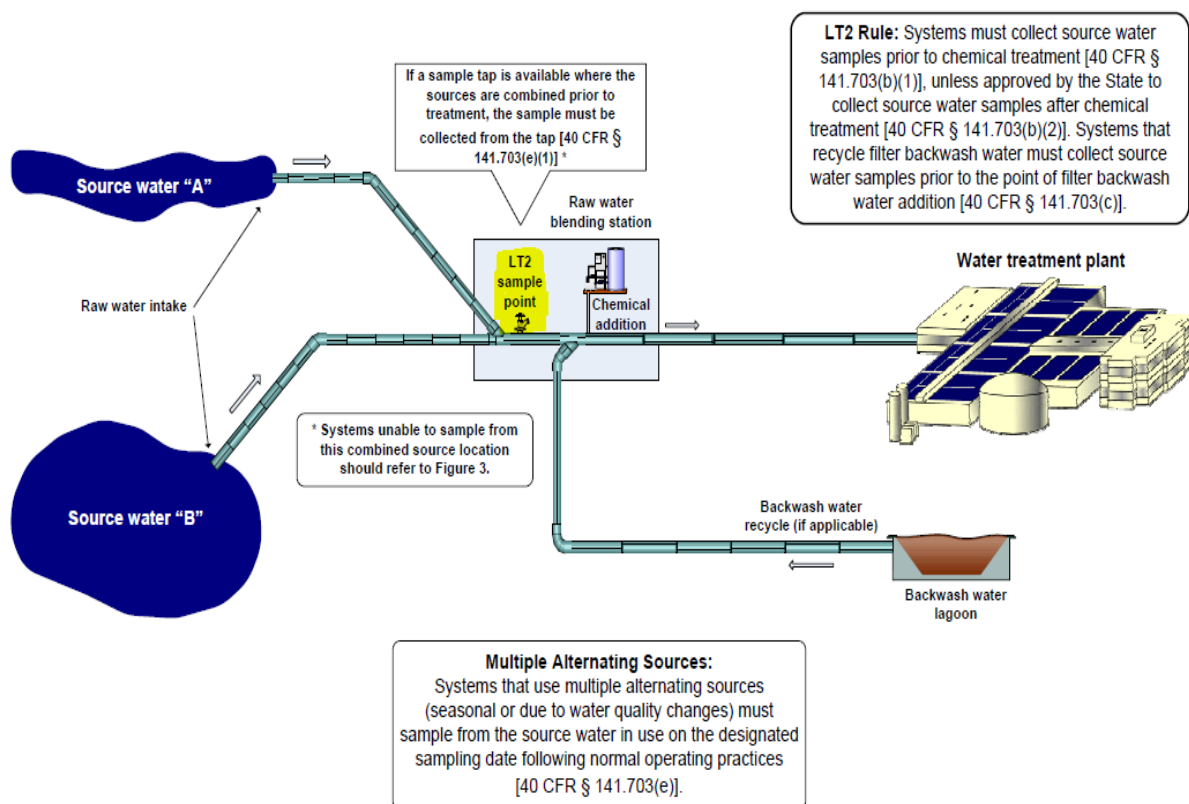 LT2 Rule: Systems must collect source water
samples prior to chemical treatment [40 CFR §
141.703(b)(1)], unless approved by the State to
collect source water samples after chemical
treatment [40 CFR § 141.703(b)(2)]. Systems that
recycle filter backwash water must collect source
water samples prior to the point of filter backwash
water addition [40 CFR § 141.703(c)].
If a sample tap is available where the
sources are combined prior to
treatment, the sample must be
collected from the tap [40 CFR §
141.703(e)(1)] *
Source water “A”
Raw water
blending station
LT2
sample
point
Chemical
addition
Water treatment plant
Raw water intake
* Systems unable to sample from
this combined source location
should refer to Figure 3.
Source water “B”
Backwash water
recycle (if applicable)
Backwash water
lagoon
Multiple Alternating Sources:
Systems that use multiple alternating sources
(seasonal or due to water quality changes) must
sample from the source water in use on the designated
sampling date following normal operating practices
[40 CFR § 141.703(e)].